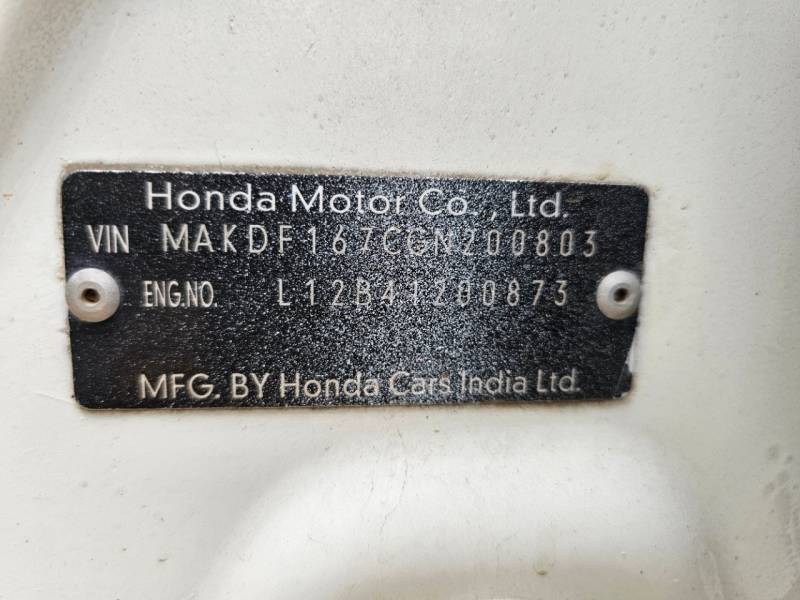 Honda Motor Co., Ltd.
VIN MAKDF167CGN200803
ENG.NO. L12B41200873
MFG. BY Honda Cars India Ltd.